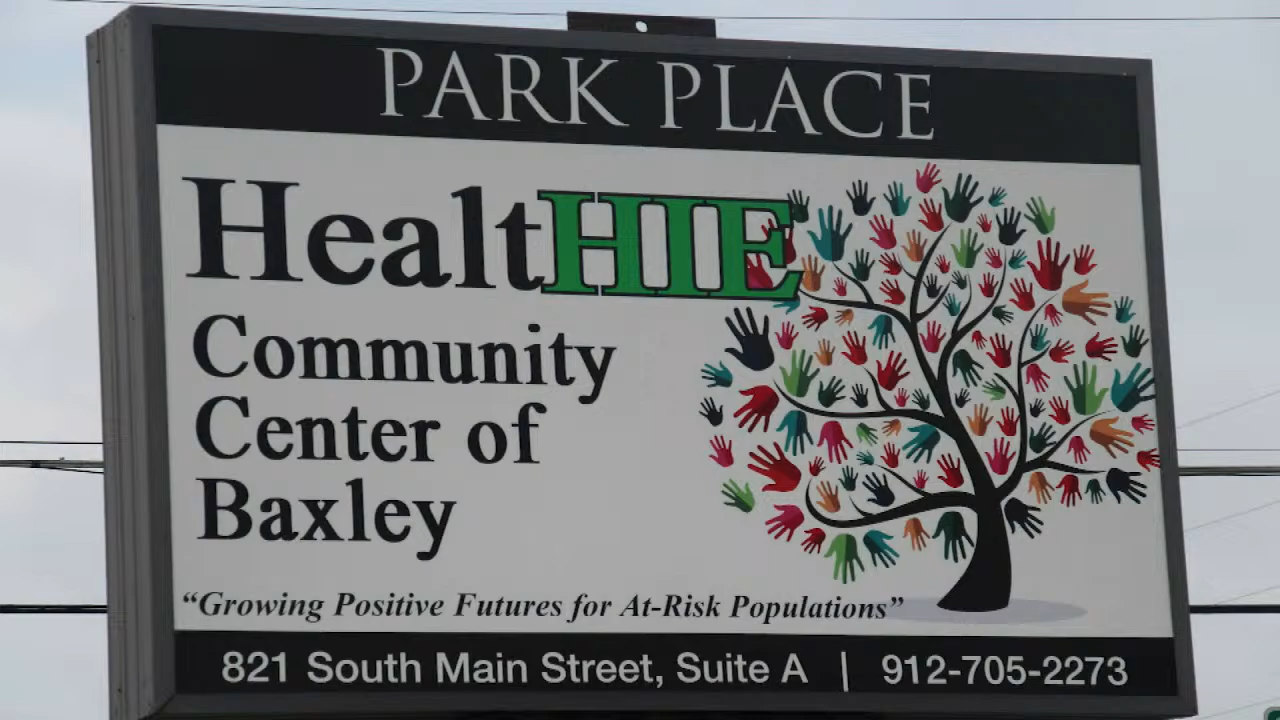 PARK PLACE
HealtHIE
Community
Center of
Baxley
“Growing Positive Futures for At-Risk Populations”
821 South Main Street, Suite A | 912-705-2273